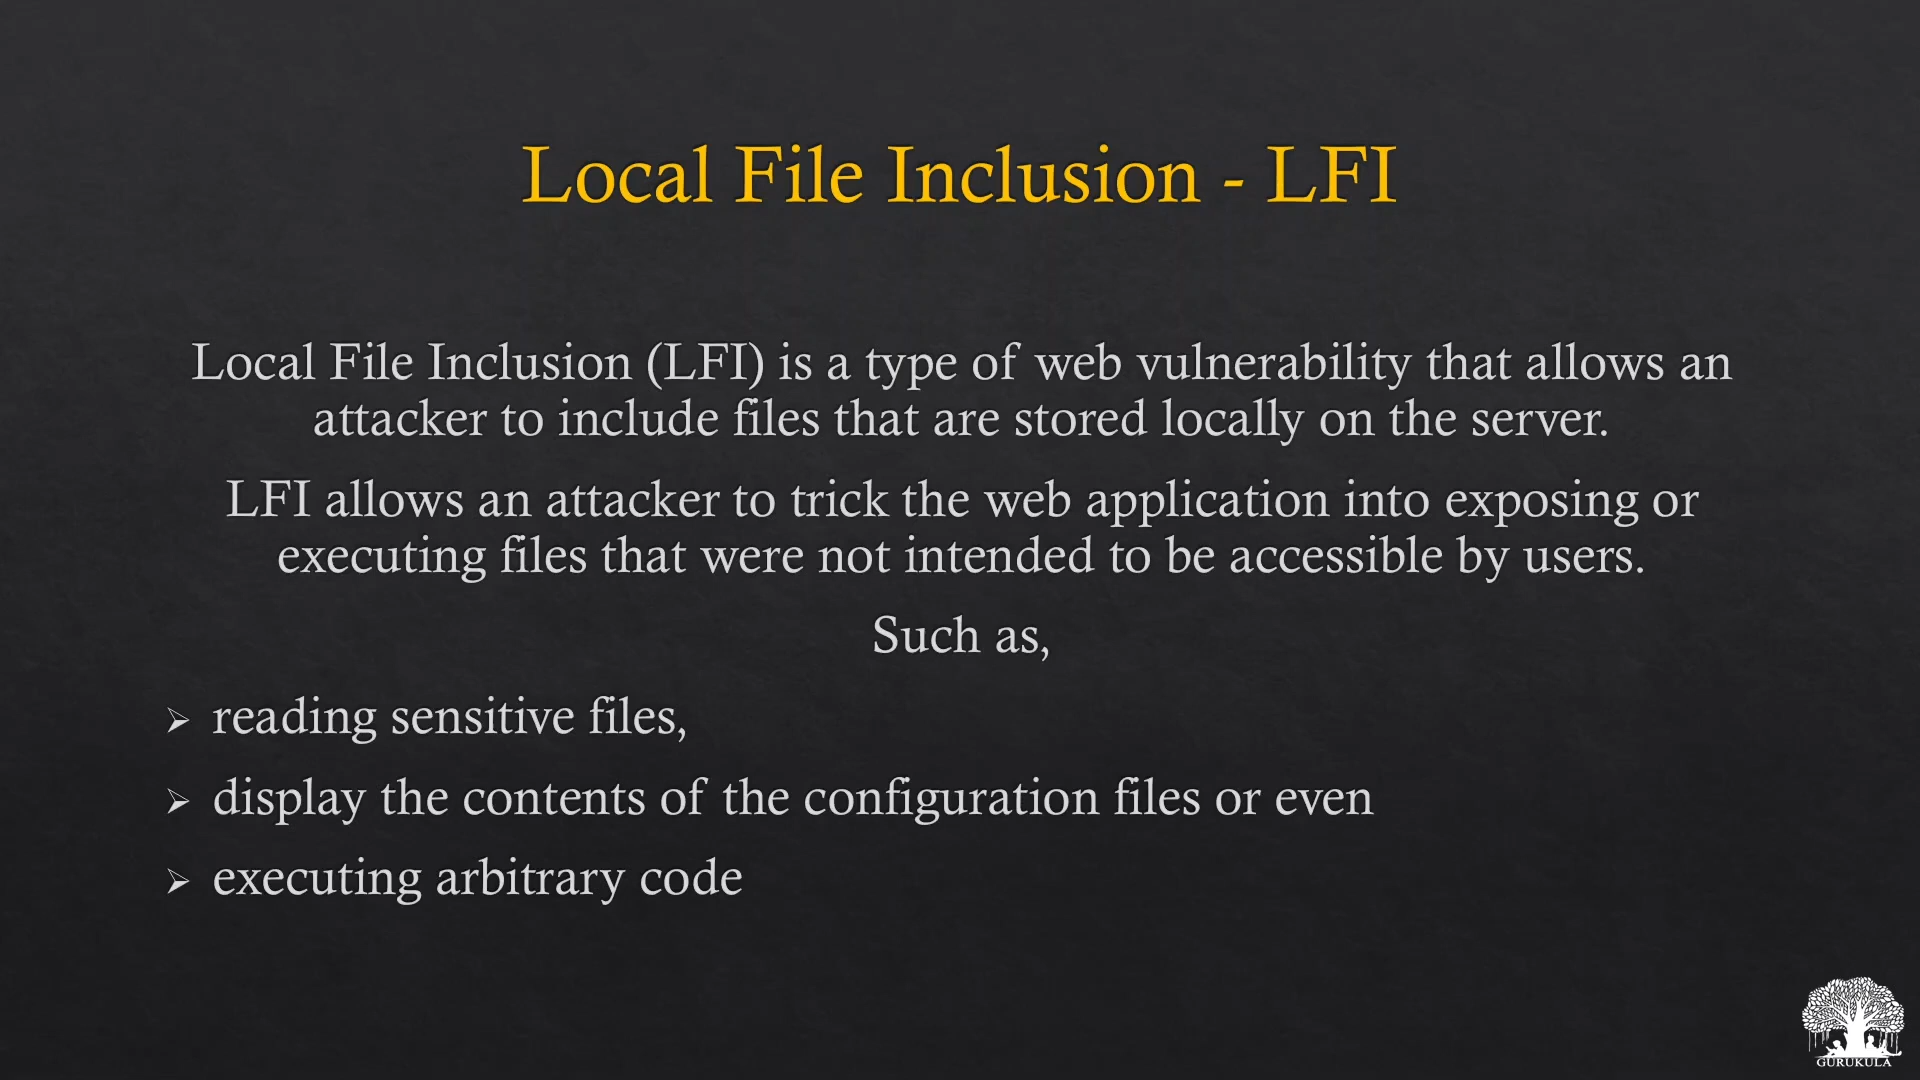 Local File Inclusion - LFI
Local File Inclusion (LFI) is a type of web vulnerability that allows an
attacker to include files that are stored locally on the server.
LFI allows an attacker to trick the web application into exposing or
executing files that were not intended to be accessible by users.
Such as,
➢ reading sensitive files,
➢ display the contents of the configuration files or even
➢ executing arbitrary code
GURUKULA